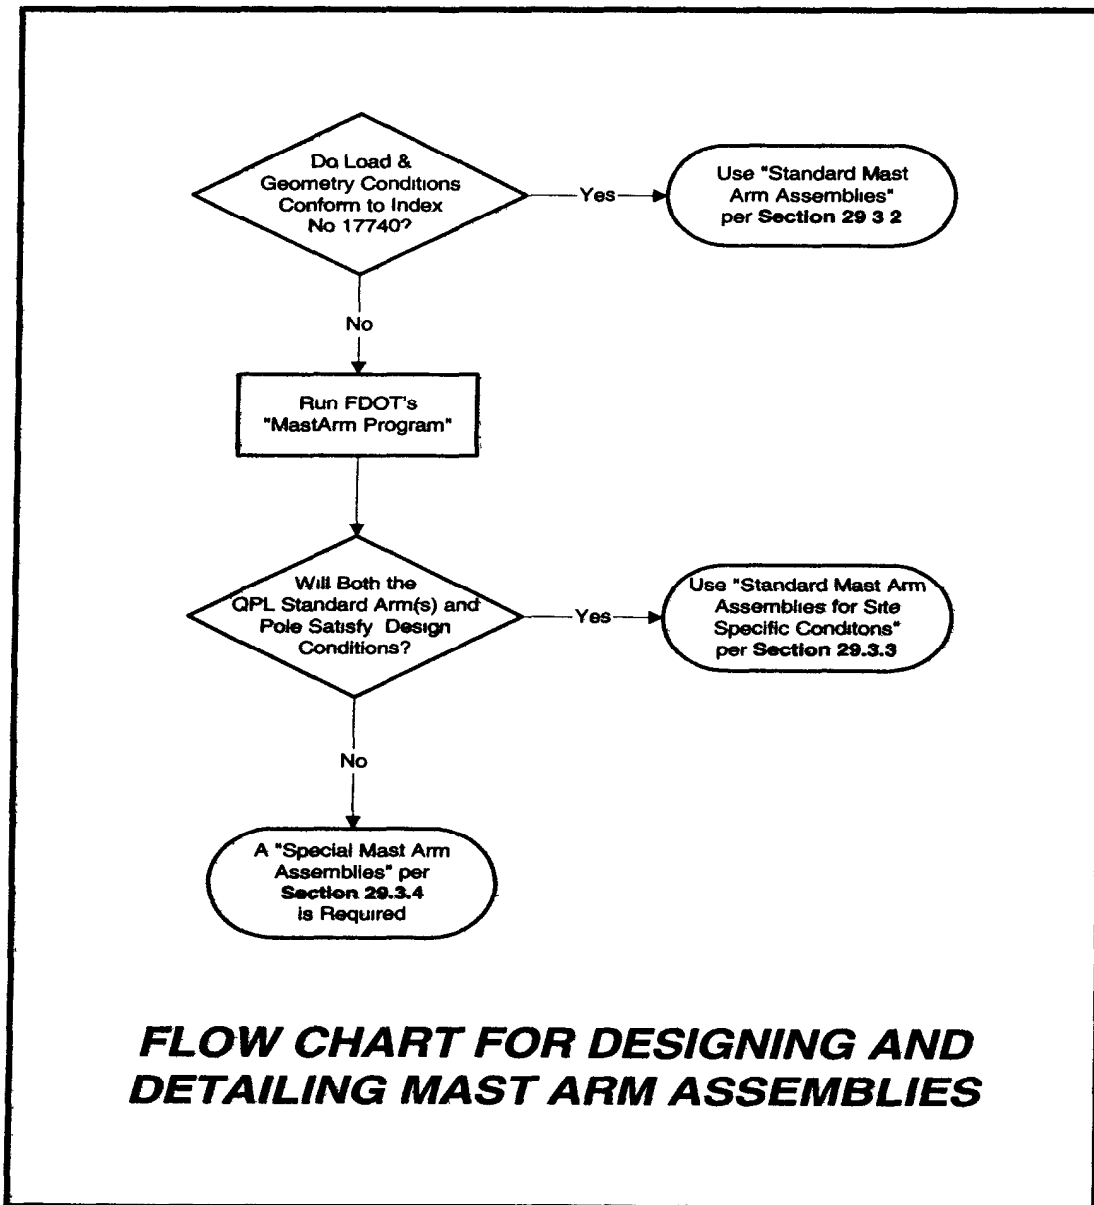 Do Load &
Geometry Conditions
Conform to Index
No 17740?
Yes
Use "Standard Mast
Arm Assemblies"
per Section 29 3 2
No
Run FDOT's
"MastArm Program"
Will Both the
QPL Standard Arm(s) and
Pole Satisfy Design
Conditions?
Yes
Use "Standard Mast Arm
Assemblies for Site
Specific Conditons"
per Section 29.3.3
No
A "Special Mast Arm
Assemblies" per
Section 29.3.4
is Required
FLOW CHART FOR DESIGNING AND
DETAILING MAST ARM ASSEMBLIES